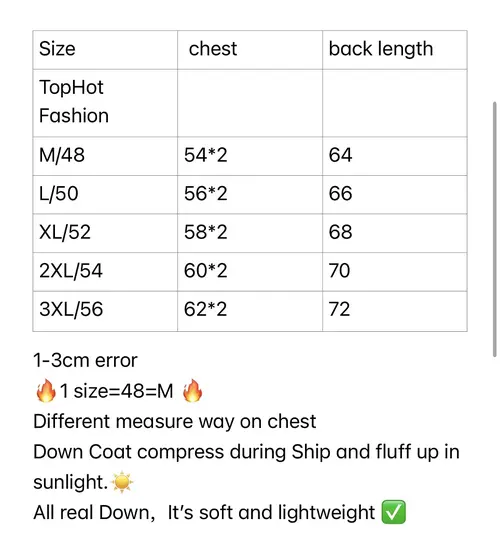 Size chest back length
TopHot
Fashion
M/48 54*2 64
L/50 56*2 66
XL/52 58*2 68
2XL/54 60*2 70
3XL/56 62*2 72
1-3cm error
🔥1 size=48=M 🔥
Different measure way on chest
Down Coat compress during Ship and fluff up in
sunlight.☀️
All real Down，It's soft and lightweight ✅